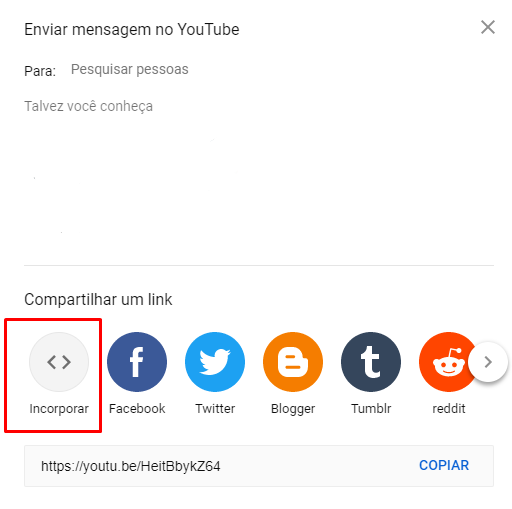 Enviar mensagem no YouTube
Para: Pesquisar pessoas
Talvez você conheça
Compartilhar um link
Incorporar Facebook Twitter Blogger Tumblr reddit
https://youtu.be/HeitBbykZ64 COPIAR